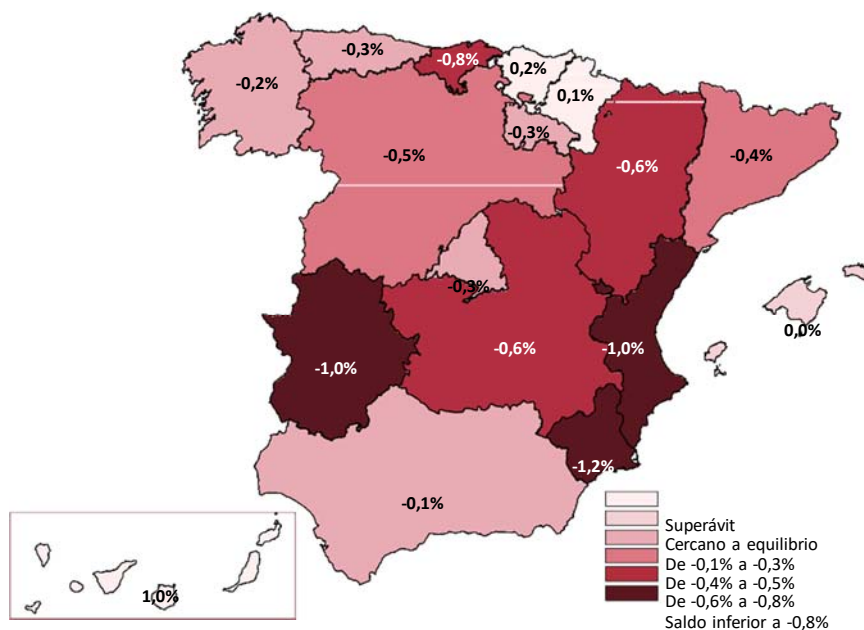 -0,3%
-0,8%
0,2%
-0,2%
0,1%
-0,3%
-0,5%
-0,4%
-0,6%
-0,3%
0,0%
-0,6%
-1,0%
-1,0%
-1,2%
-0,1%
1,0%
Superávit
Cercano a equilibrio
De -0,1% a -0,3%
De -0,4% a -0,5%
De -0,6% a -0,8%
Saldo inferior a -0,8%